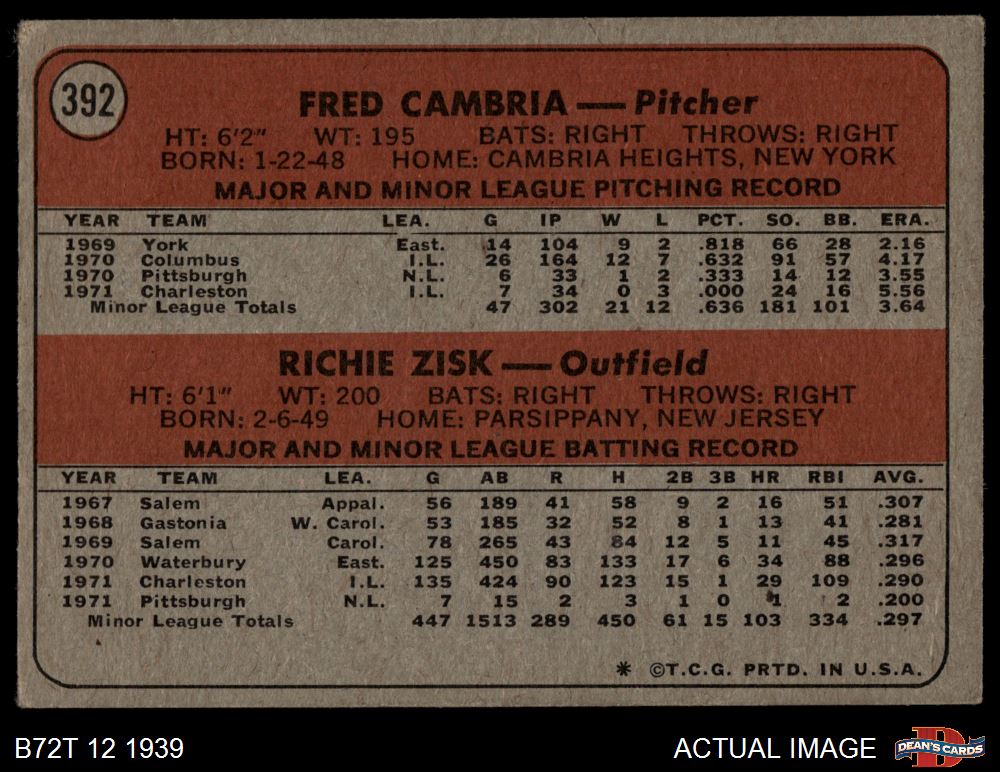 392
FRED CAMBRIA — Pitcher
HT: 6'2" WT: 195 BATS: RIGHT THROWS: RIGHT
BORN: 1-22-48 HOME: CAMBRIA HEIGHTS, NEW YORK
MAJOR AND MINOR LEAGUE PITCHING RECORD
YEAR TEAM LEA. G IP W L PCT. SO. BB. ERA.
1969 York East. 14 104 9 2 .818 66 28 2.16
1970 Columbus I.L. 26 164 12 7 .632 91 57 4.17
1970 Pittsburgh N.L. 6 33 1 2 .333 14 12 3.55
1971 Charleston I.L. 7 34 0 3 .000 24 16 5.56
Minor League Totals 47 302 21 12 .636 181 101 3.64
RICHIE ZISK — Outfield
HT: 6'1" WT: 200 BATS: RIGHT THROWS: RIGHT
BORN: 2-6-49 HOME: PARSIPPANY, NEW JERSEY
MAJOR AND MINOR LEAGUE BATTING RECORD
YEAR TEAM LEA. G AB R H 2B 3B HR RBI AVG.
1967 Salem Appal. 56 189 41 58 9 2 16 51 .307
1968 Gastonia W. Carol. 53 185 32 52 8 1 13 41 .281
1969 Salem Carol. 78 265 43 84 12 5 11 45 .317
1970 Waterbury East. 125 450 83 133 17 6 34 88 .296
1971 Charleston I.L. 135 424 90 123 15 1 29 109 .290
1971 Pittsburgh N.L. 7 15 2 3 1 0 1 2 .200
Minor League Totals 447 1513 289 450 61 15 103 334 .297
* ©T.C.G. PRTD. IN U.S.A.
B72T 12 1939
ACTUAL IMAGE
D
DEAN'S CARDS